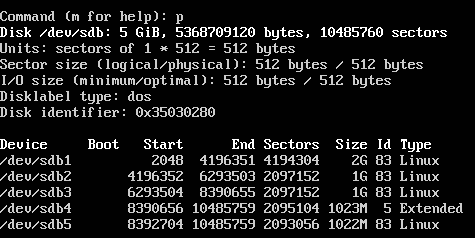 Command (m for help): p
Disk /dev/sdb: 5 GiB, 5368709120 bytes, 10485760 sectors
Units: sectors of 1 * 512 = 512 bytes
Sector size (logical/physical): 512 bytes / 512 bytes
I/O size (minimum/optimal): 512 bytes / 512 bytes
Disklabel type: dos
Disk identifier: 0x35030280
Device     Boot   Start      End Sectors  Size Id Type
/dev/sdb1          2048  4196351 4194304    2G 83 Linux
/dev/sdb2       4196352  6293503 2097152    1G 83 Linux
/dev/sdb3       6293504  8390655 2097152    1G 83 Linux
/dev/sdb4       8390656 10485759 2095104 1023M  5 Extended
/dev/sdb5       8392704 10485759 2093056 1022M 83 Linux